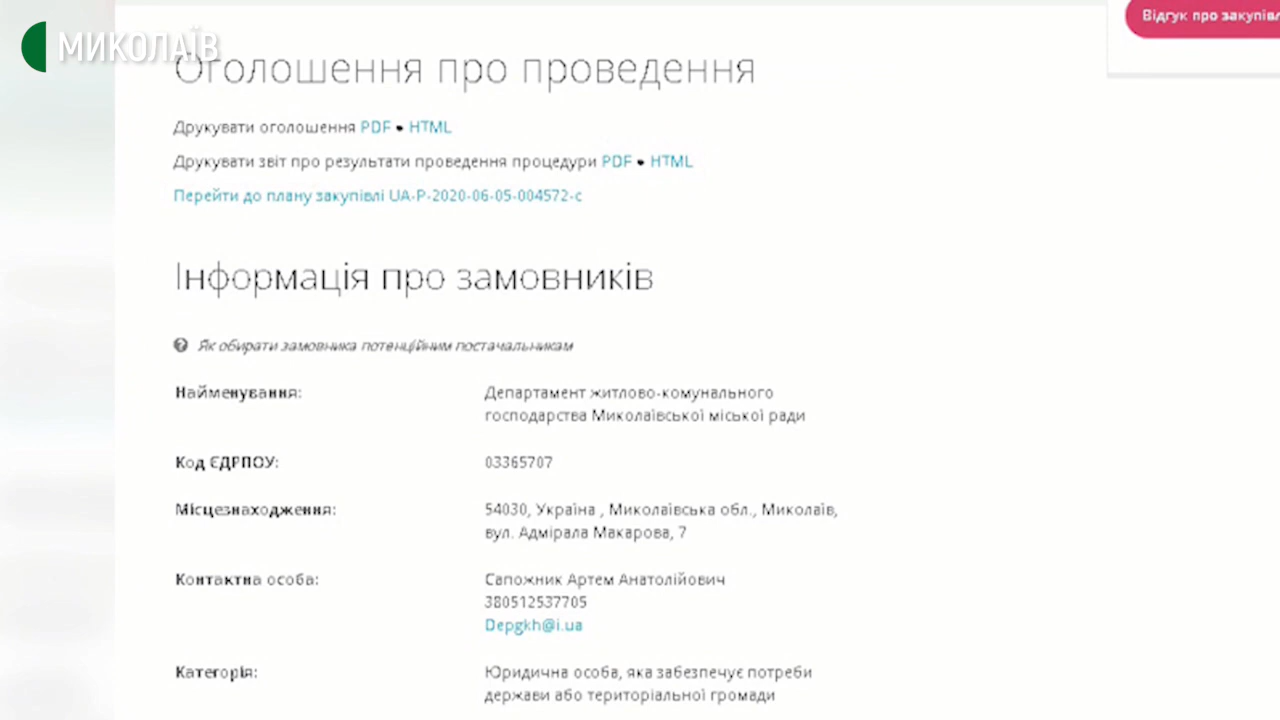 МИКОЛАЇВ
Відгук про закупівл
Оголошення про проведення
Друкувати оголошення PDF ● HTML
Друкувати звіт про результати проведення процедури PDF ● HTML
Перейти до плану закупівлі UA-P-2020-06-05-004572-c
Інформація про замовників
Як обирати замовника потенційним постачальникам
Найменування: Департамент житлово-комунального
господарства Миколаївської міської ради
Код ЄДРПОУ: 03365707
Місцезнаходження: 54030, Україна , Миколаївська обл., Миколаїв,
вул. Адмірала Макарова, 7
Контактна особа: Сапожник Артем Анатолійович
380512537705
Depgkh@i.ua
Категорія: Юридична особа, яка забезпечує потреби
держави або територіальної громади